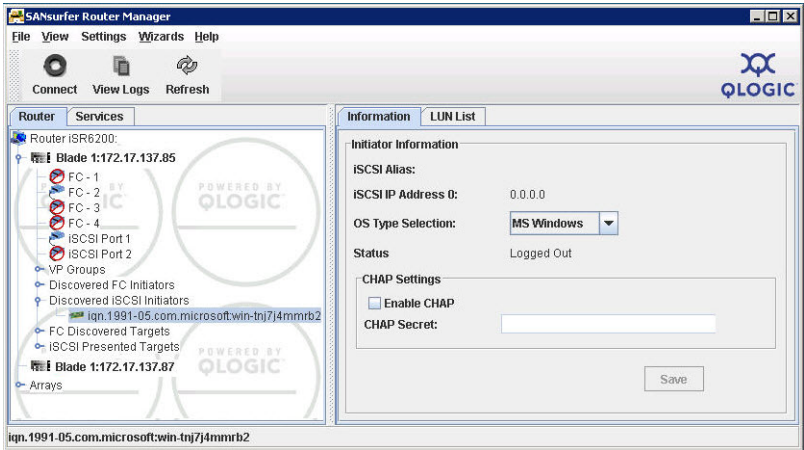 SANsurfer Router Manager
File View Settings Wizards Help
Connect View Logs Refresh
QLOGIC
Router Services
Router iSR6200:
Blade 1:172.17.137.85
FC - 1
FC - 2
FC - 3
FC - 4
iSCSI Port 1
iSCSI Port 2
VP Groups
Discovered FC Initiators
Discovered iSCSI Initiators
iqn.1991-05.com.microsoft:win-tnj7j4mmrb2
FC Discovered Targets
iSCSI Presented Targets
Blade 1:172.17.137.87
Arrays
POWERED BY
QLOGIC
POWERED BY
QLOGIC
Information LUN List
Initiator Information
iSCSI Alias:
iSCSI IP Address 0: 0.0.0.0
OS Type Selection: MS Windows
Status Logged Out
CHAP Settings
Enable CHAP
CHAP Secret:
Save
iqn.1991-05.com.microsoft:win-tnj7j4mmrb2